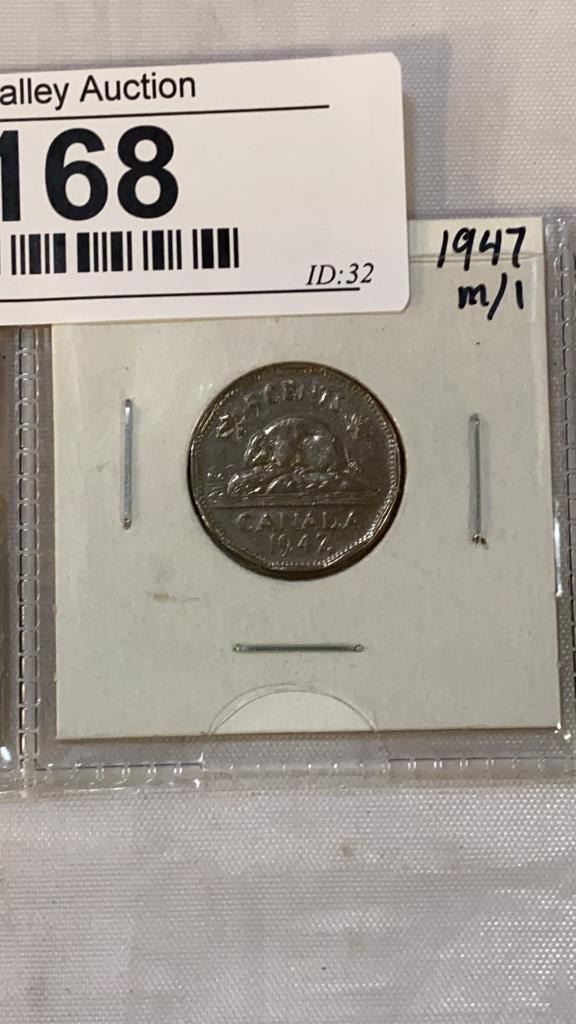 alley Auction
168
ID:32
1947
m/1
5 CENTS
CANADA
1947